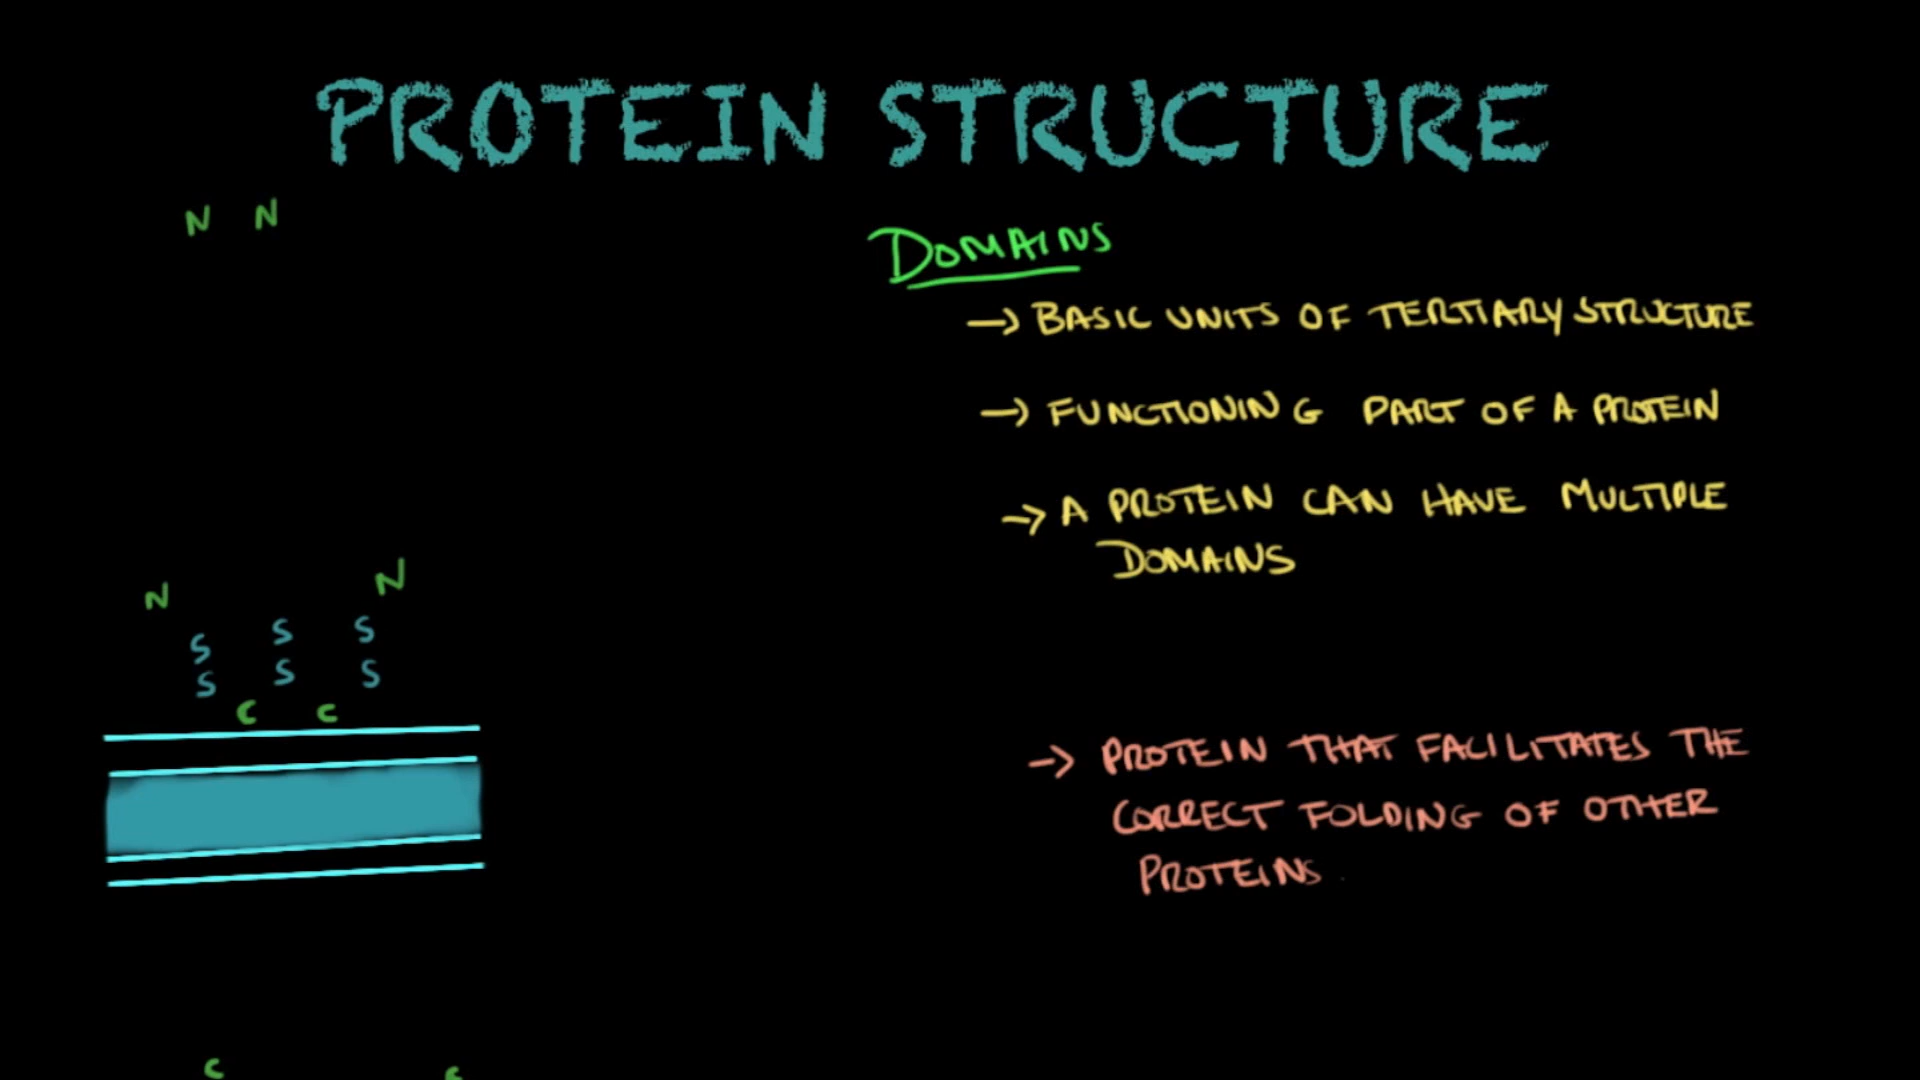 PROTEIN STRUCTURE
N N
DOMAINS
→ BASIC UNITS OF TERTIARY STRUCTURE
→ FUNCTIONING PART OF A PROTEIN
→ A PROTEIN CAN HAVE MULTIPLE
DOMAINS
N N
S S S
S S S
C C
→ PROTEIN THAT FACILITATES THE
CORRECT FOLDING OF OTHER
PROTEINS.
C C